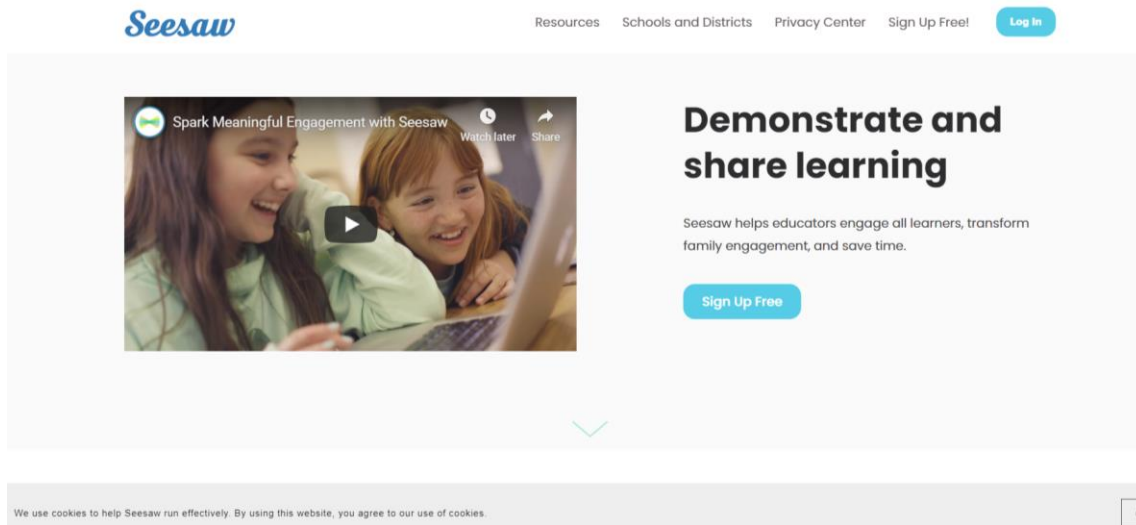 Seesaw
Resources Schools and Districts Privacy Center Sign Up Free! Log In
Spark Meaningful Engagement with Seesaw
Watch later Share
Demonstrate and
share learning
Seesaw helps educators engage all learners, transform
family engagement, and save time.
Sign Up Free
We use cookies to help Seesaw run effectively. By using this website, you agree to our use of cookies.